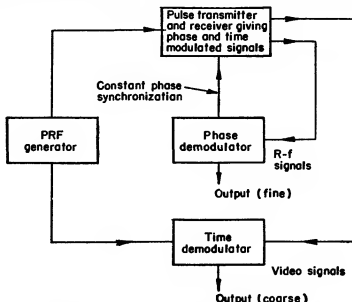 Pulse transmitter
and receiver giving
phase and time
modulated signals
Constant phase
synchronization
PRF
generator
Phase
demodulator
R-f
signals
Output (fine)
Time
demodulator
Video signals
Output (coarse)